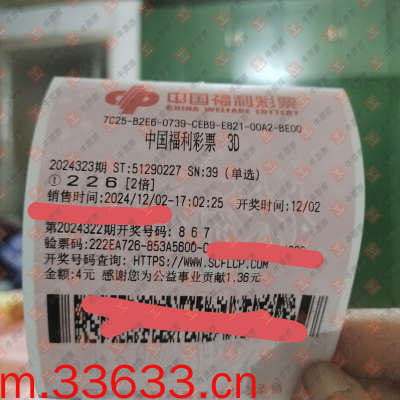 中国福利彩票
CHINA WELFARE LOTTERY
7C25-B2E6-0739-CEB9-E821-00A2-BE00
中国福利彩票 3D
2024323期 ST:51290227 SN:39 (单选)
①226[2倍]
销售时间:2024/12/02-17:02:25 开奖时间:12/02
第2024322期开奖号码:8 6 7
验票码:222EA726-853A5600-
开奖号码查询: HTTPS://WWW.SCFLCP.COM
金额:4元 感谢您为公益事业贡献1.36元
m.33633.cn